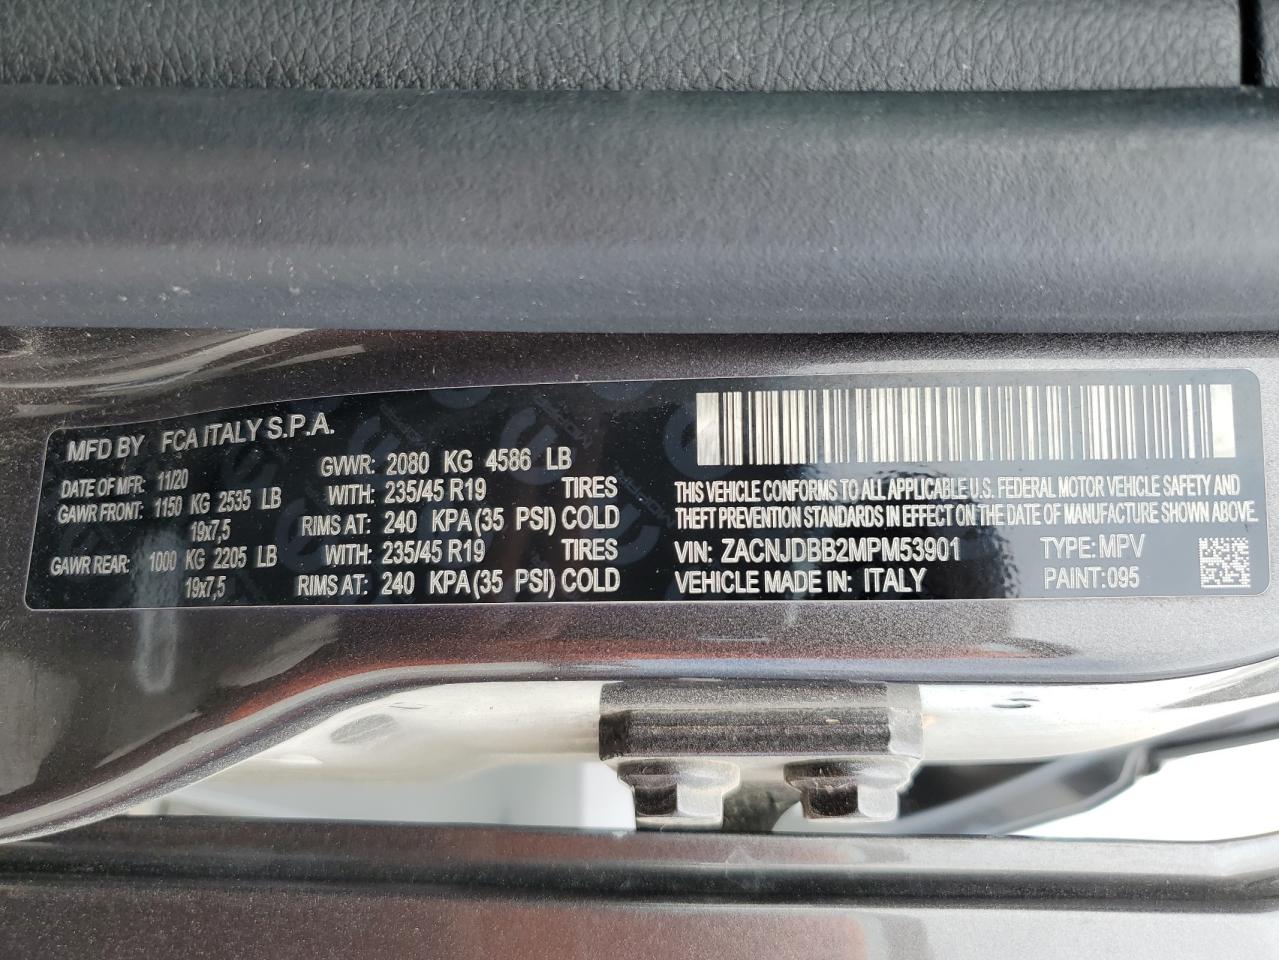 MFD BY FCA ITALY S.P.A.
DATE OF MFR: 11/20 GVWR: 2080 KG 4586 LB
GAWR FRONT: 1150 KG 2535 LB WITH: 235/45 R19 TIRES
19x7,5 RIMS AT: 240 KPA (35 PSI) COLD
GAWR REAR: 1000 KG 2205 LB WITH: 235/45 R19 TIRES
19x7,5 RIMS AT: 240 KPA (35 PSI) COLD
THIS VEHICLE CONFORMS TO ALL APPLICABLE U.S. FEDERAL MOTOR VEHICLE SAFETY AND
THEFT PREVENTION STANDARDS IN EFFECT ON THE DATE OF MANUFACTURE SHOWN ABOVE.
VIN: ZACNJDBB2MPM53901 TYPE: MPV
VEHICLE MADE IN: ITALY PAINT: 095